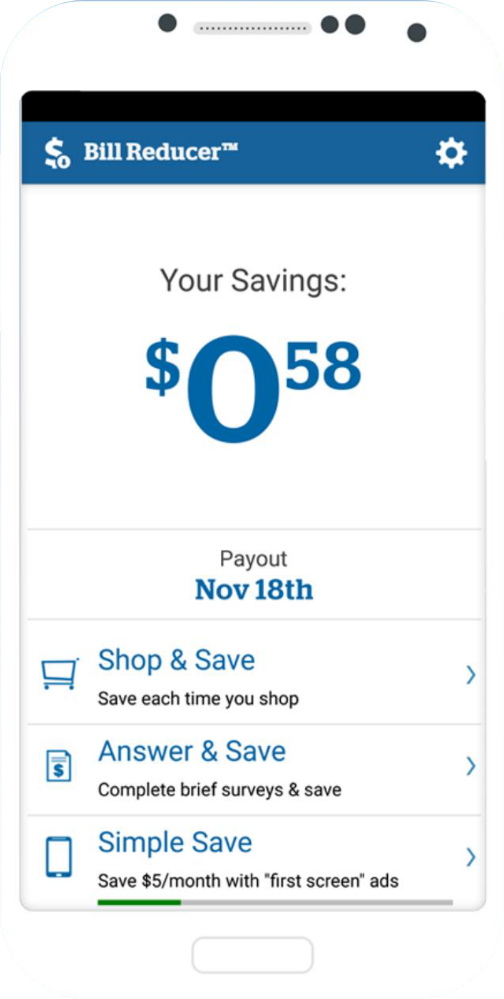 Bill Reducer™
Your Savings:
$0 58
Payout
Nov 18th
Shop & Save
Save each time you shop
Answer & Save
Complete brief surveys & save
Simple Save
Save $5/month with "first screen" ads